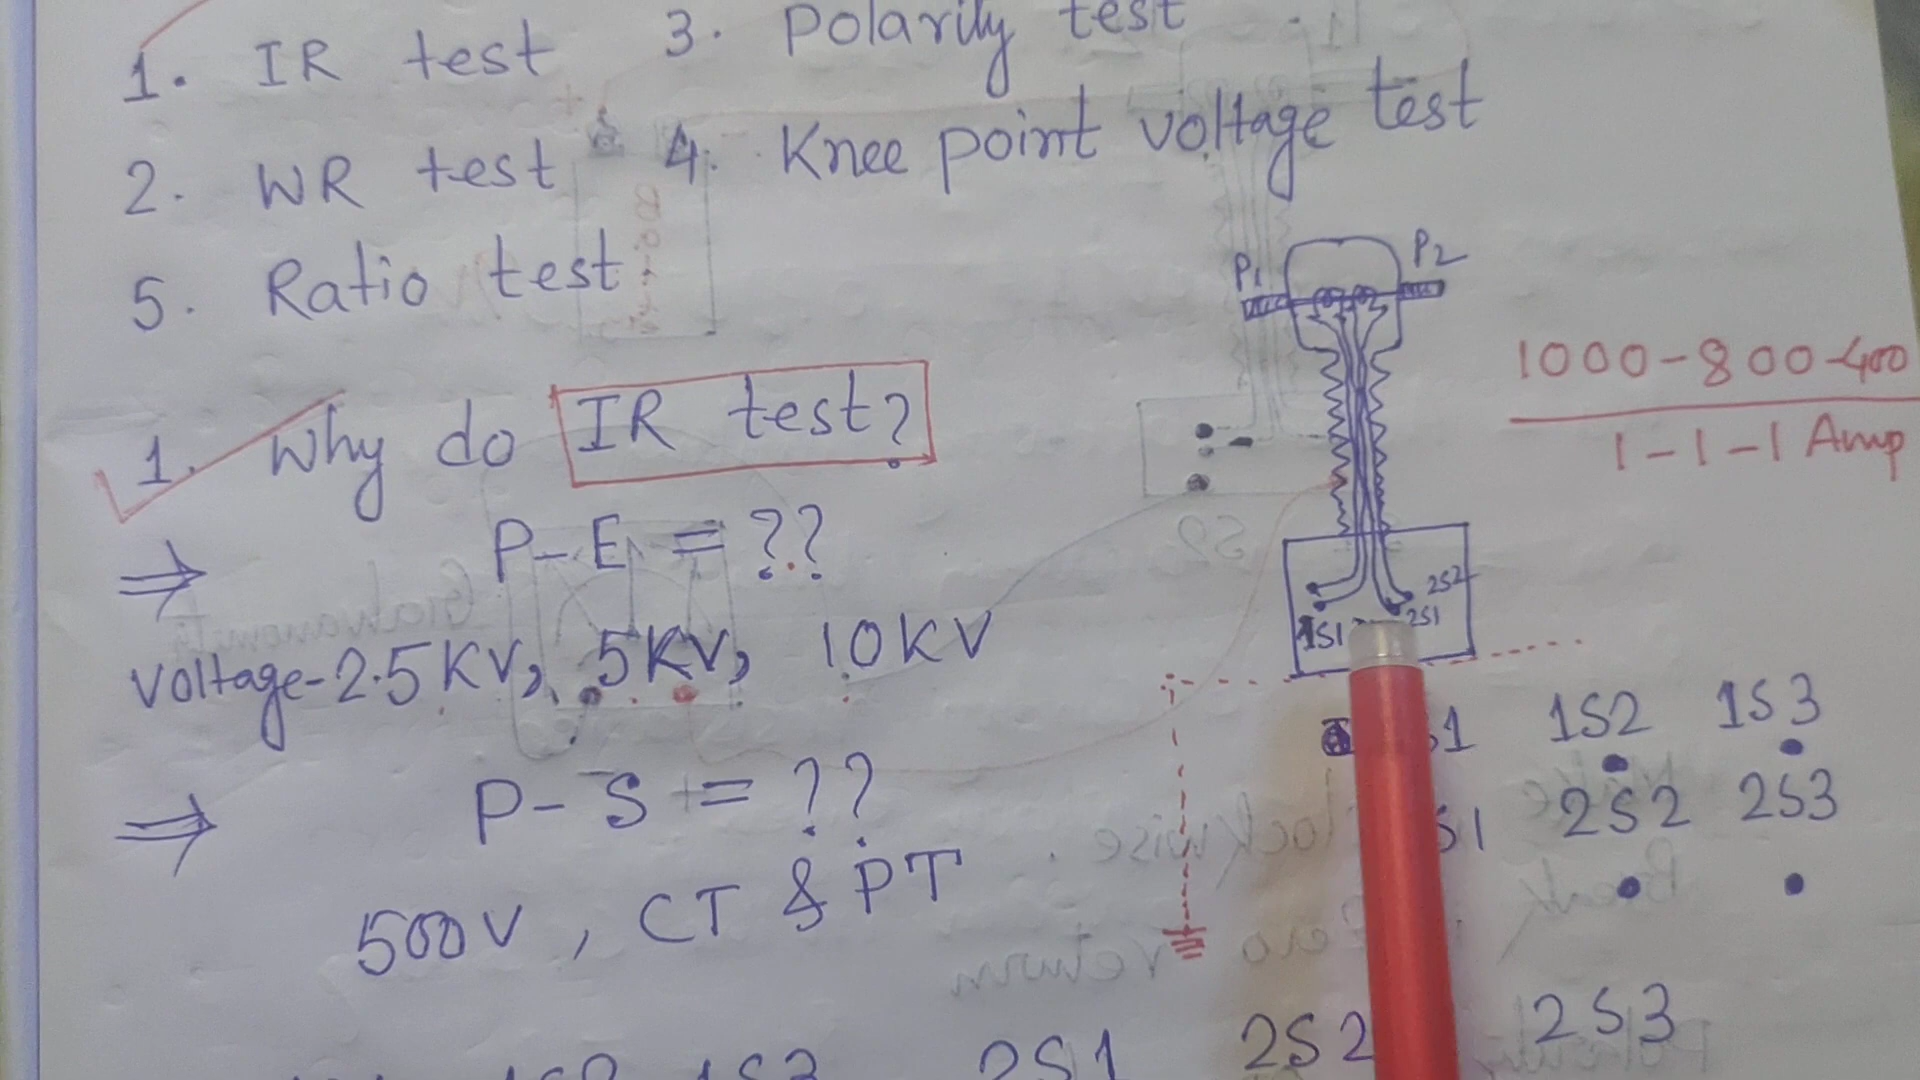 1. IR test
3. Polarity test
2. WR test
4. Knee point voltage test
5. Ratio test
P1
P2
1000-800-400
1-1-1 Amp
1. Why do IR test?
P-E = ??
2S2
1S1
2S1
Voltage-2.5KV, 5KV, 10KV
1S2 1S3
P-S = ??
2S2 2S3
500V, CT & PT
2S1 2S2 2S3